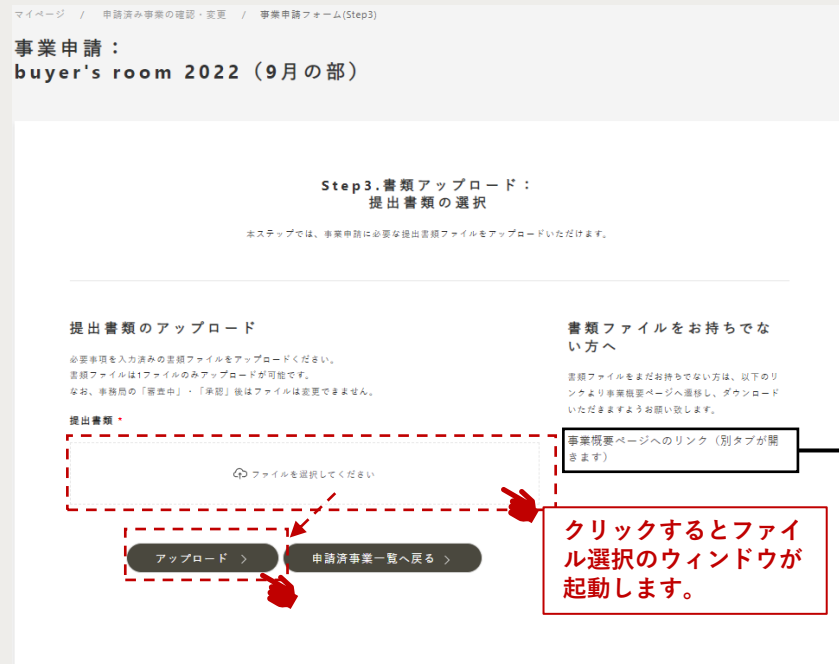 マイページ / 申請済み事業の確認・変更 / 事業申請フォーム(Step3)
事業申請：
buyer's room 2022（9月の部）
Step3.書類アップロード：
提出書類の選択
本ステップでは、事業申請に必要な提出書類ファイルをアップロードいただけます。
提出書類のアップロード
必要事項を入力済みの書類ファイルをアップロードください。
書類ファイルは1ファイルのみアップロードが可能です。
なお、事務局の「審査中」・「承認」後はファイルは変更できません。
提出書類 *
ファイルを選択してください
アップロード >
申請済事業一覧へ戻る >
書類ファイルをお持ちでな
い方へ
書類ファイルをまだお持ちでない方は、以下のリ
ンクより事業概要ページへ遷移し、ダウンロード
いただきますようお願い致します。
事業概要ページへのリンク（別タブが開
きます）
クリックするとファイ
ル選択のウィンドウが
起動します。